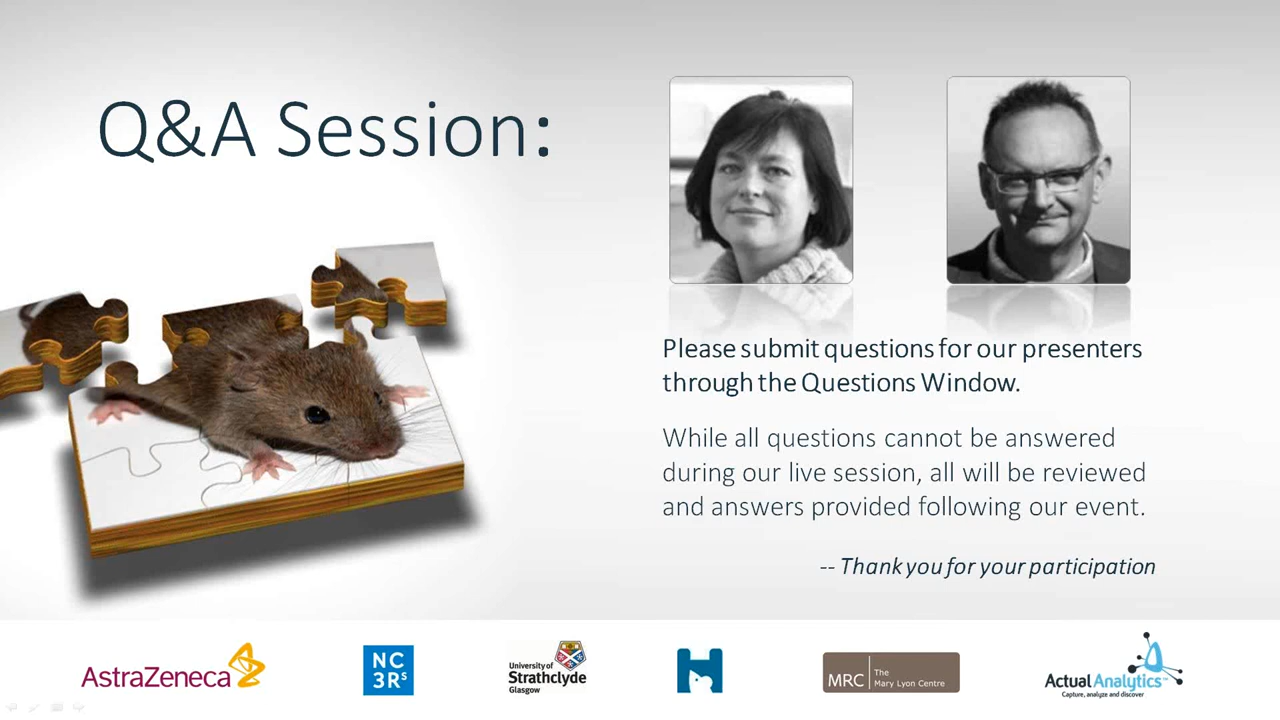 Q&A Session:
Please submit questions for our presenters
through the Questions Window.
While all questions cannot be answered
during our live session, all will be reviewed
and answers provided following our event.
-- Thank you for your participation
AstraZeneca
NC
3Rs
University of
Strathclyde
Glasgow
MRC
The
Mary Lyon Centre
ActualAnalytics™
Capture, analyze and discover